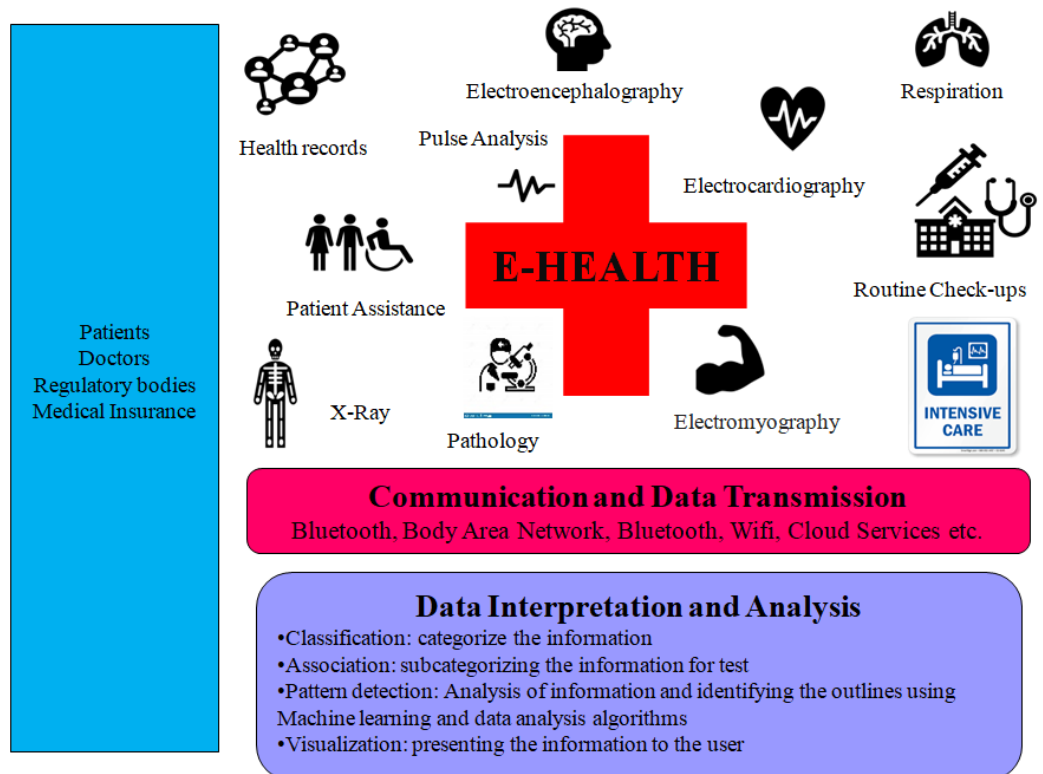 Patients
Doctors
Regulatory bodies
Medical Insurance
Electroencephalography
Respiration
Health records
Pulse Analysis
Electrocardiography
E-HEALTH
Patient Assistance
Routine Check-ups
X-Ray
Pathology
Electromyography
INTENSIVE
CARE
Communication and Data Transmission
Bluetooth, Body Area Network, Bluetooth, Wifi, Cloud Services etc.
Data Interpretation and Analysis
•Classification: categorize the information
•Association: subcategorizing the information for test
•Pattern detection: Analysis of information and identifying the outlines using
Machine learning and data analysis algorithms
•Visualization: presenting the information to the user